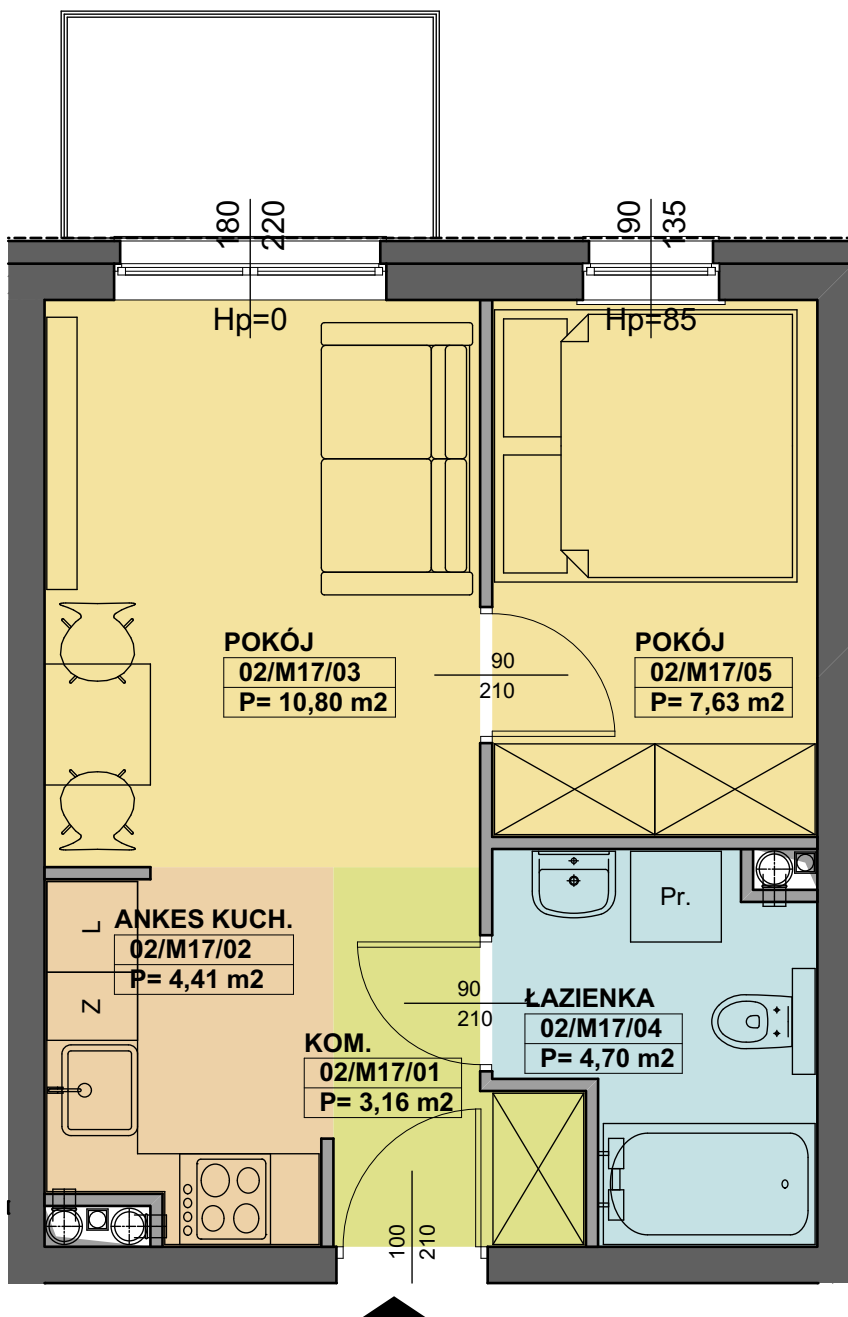 180
220
90
135
Hp=0
Hp=85
POKÓJ
02/M17/03
P= 10,80 m2
90
210
POKÓJ
02/M17/05
P= 7,63 m2
Pr.
L
Z
ANKES KUCH.
02/M17/02
P= 4,41 m2
90
210
ŁAZIENKA
02/M17/04
P= 4,70 m2
KOM.
02/M17/01
P= 3,16 m2
100
210